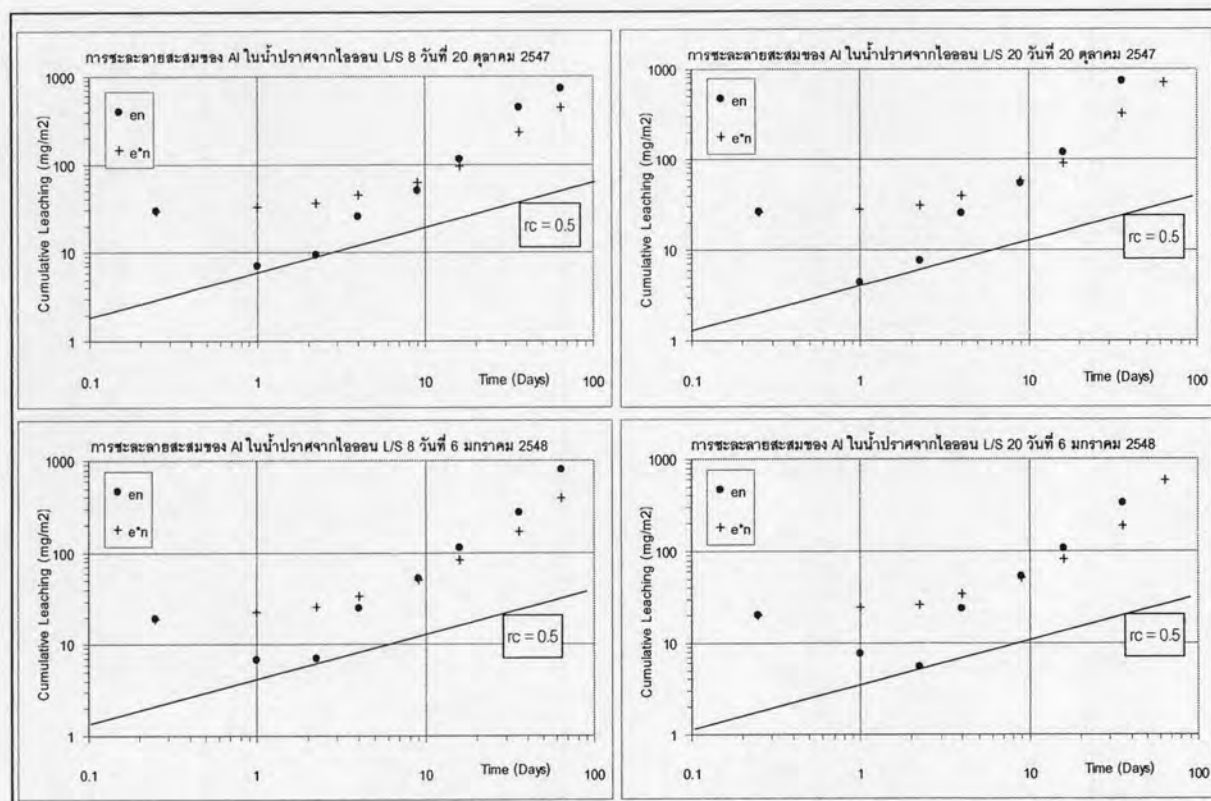 การชะละลายสะสมของ Al ในน้ำปราศจากไอออน L/S 8 วันที่ 20 ตุลาคม 2547
1000
100
10
1
Cumulative Leaching (mg/m2)
en
e*n
rc = 0.5
0.1
1
10
100
Time (Days)
การชะละลายสะสมของ Al ในน้ำปราศจากไอออน L/S 20 วันที่ 20 ตุลาคม 2547
1000
100
10
1
Cumulative Leaching (mg/m2)
en
e*n
rc = 0.5
0.1
1
10
100
Time (Days)
การชะละลายสะสมของ Al ในน้ำปราศจากไอออน L/S 8 วันที่ 6 มกราคม 2548
1000
100
10
1
Cumulative Leaching (mg/m2)
en
e*n
rc = 0.5
0.1
1
10
100
Time (Days)
การชะละลายสะสมของ Al ในน้ำปราศจากไอออน L/S 20 วันที่ 6 มกราคม 2548
1000
100
10
1
Cumulative Leaching (mg/m2)
en
e*n
rc = 0.5
0.1
1
10
100
Time (Days)